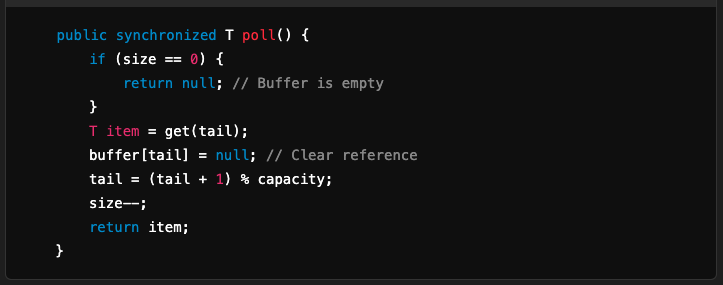 public synchronized T poll() {
    if (size == 0) {
        return null; // Buffer is empty
    }
    T item = get(tail);
    buffer[tail] = null; // Clear reference
    tail = (tail + 1) % capacity;
    size--;
    return item;
}